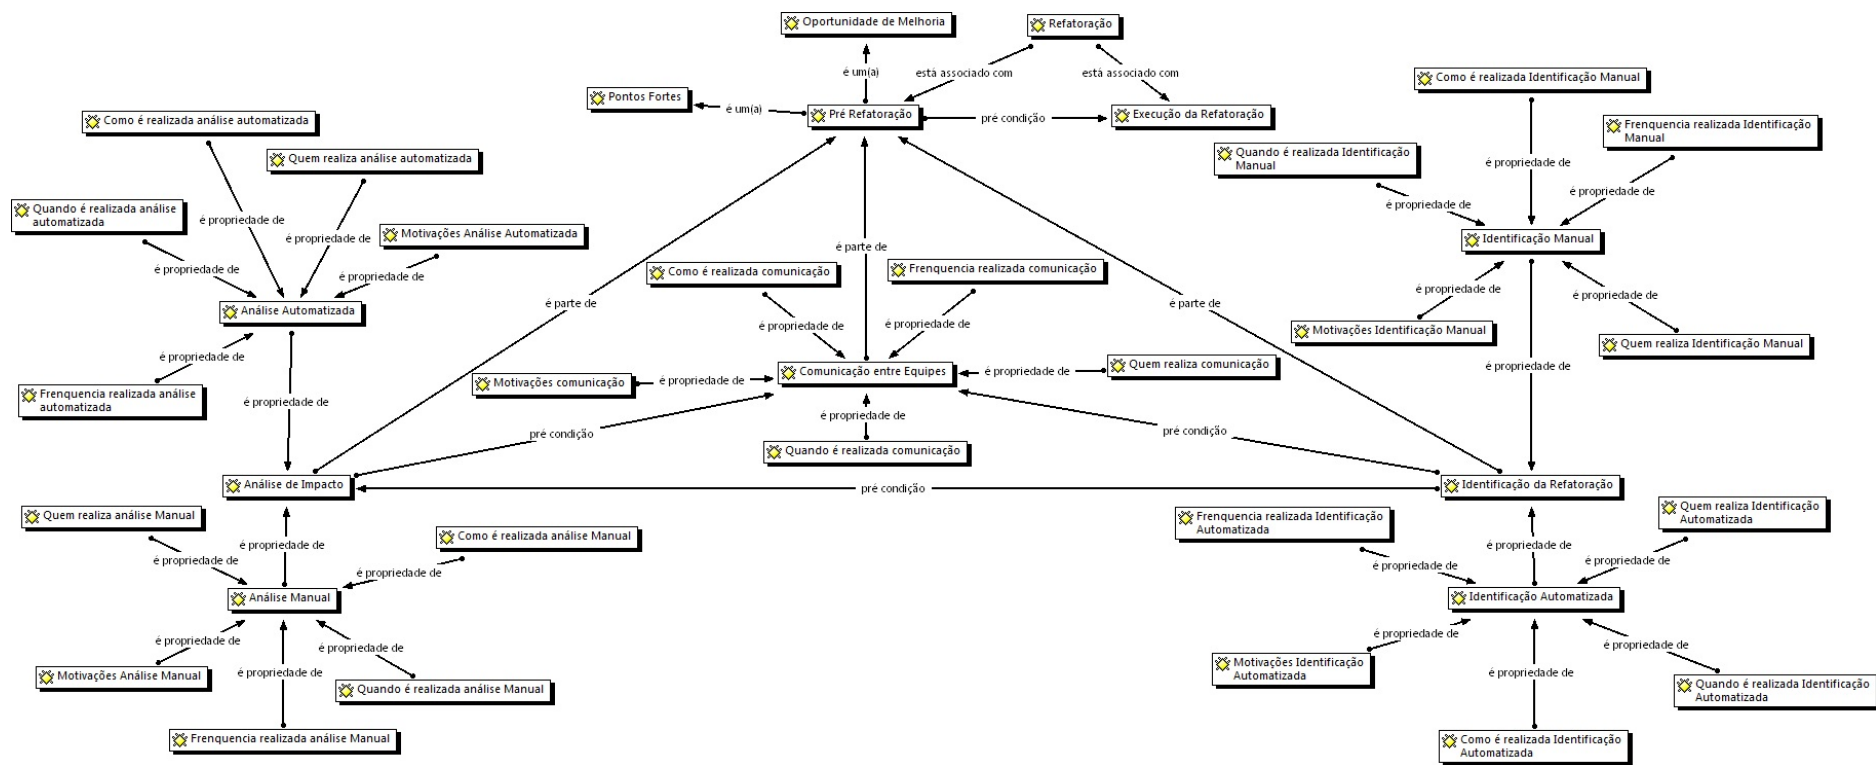 Oportunidade de Melhoria
Refatoração
é um(a)
está associado com
está associado com
Pontos Fortes
é um(a)
Pré Refatoração
pré condição
Execução da Refatoração
Como é realizada Identificação Manual
Frenquencia realizada Identificação
Manual
Quando é realizada Identificação
Manual
é propriedade de
é propriedade de
é propriedade de
Identificação Manual
é propriedade de
é propriedade de
Motivações Identificação Manual
Quem realiza Identificação Manual
é propriedade de
Como é realizada análise automatizada
Quem realiza análise automatizada
Quando é realizada análise
automatizada
é propriedade de
Motivações Análise Automatizada
é propriedade de
é propriedade de
é propriedade de
Análise Automatizada
é propriedade de
Frenquencia realizada análise
automatizada
é propriedade de
é parte de
é parte de
é parte de
Como é realizada comunicação
Frenquencia realizada comunicação
é propriedade de
é propriedade de
Comunicação entre Equipes
Motivações comunicação
é propriedade de
é propriedade de
Quem realiza comunicação
é propriedade de
Quando é realizada comunicação
pré condição
pré condição
Análise de Impacto
pré condição
Identificação da Refatoração
Quem realiza análise Manual
é propriedade de
Como é realizada análise Manual
é propriedade de
é propriedade de
Análise Manual
é propriedade de
é propriedade de
é propriedade de
Motivações Análise Manual
Quando é realizada análise Manual
Frenquencia realizada análise Manual
Frenquencia realizada Identificação
Automatizada
Quem realiza Identificação
Automatizada
é propriedade de
é propriedade de
é propriedade de
Identificação Automatizada
é propriedade de
é propriedade de
Motivações Identificação
Automatizada
é propriedade de
Quando é realizada Identificação
Automatizada
Como é realizada Identificação
Automatizada